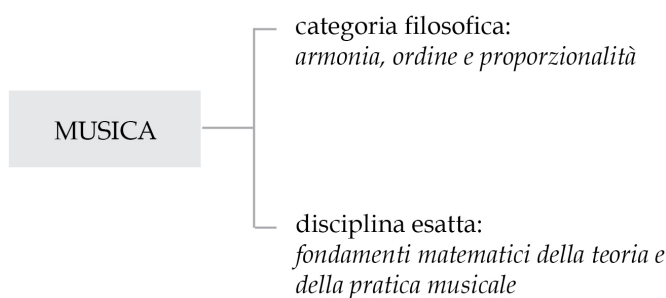 categoria filosofica:
armonia, ordine e proporzionalità
MUSICA
disciplina esatta:
fondamenti matematici della teoria e
della pratica musicale